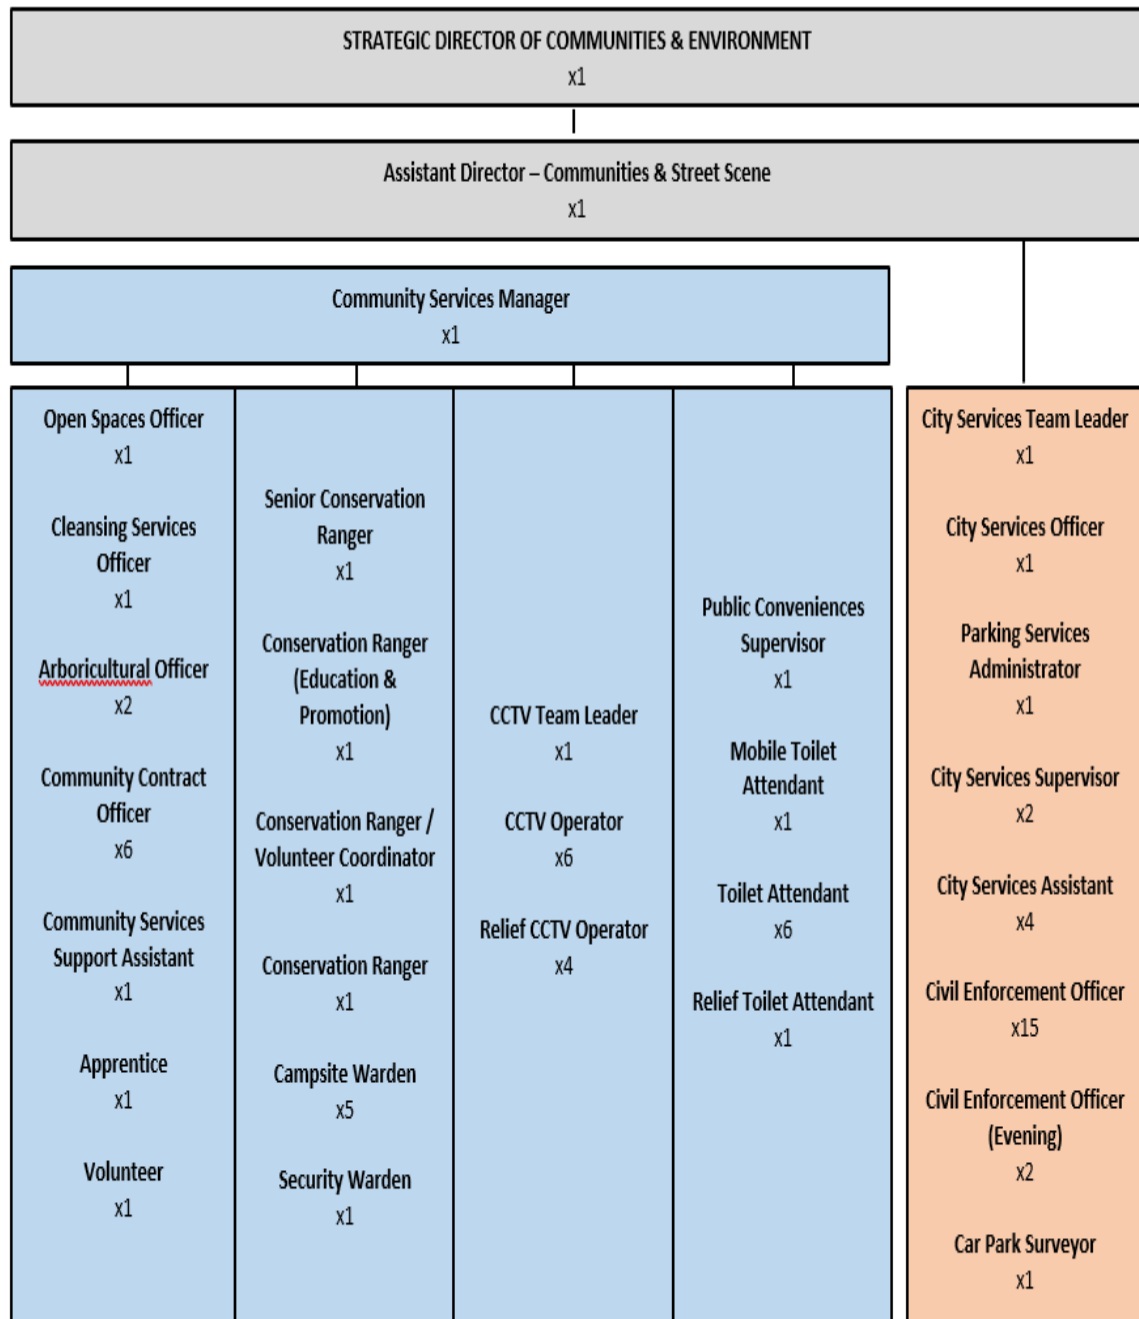 STRATEGIC DIRECTOR OF COMMUNITIES & ENVIRONMENT
x1
Assistant Director – Communities & Street Scene
x1
Community Services Manager
x1
Open Spaces Officer
x1
Cleansing Services
Officer
x1
Arboricultural Officer
x2
Community Contract
Officer
x6
Community Services
Support Assistant
x1
Apprentice
x1
Volunteer
x1
Senior Conservation
Ranger
x1
Conservation Ranger
(Education &
Promotion)
x1
Conservation Ranger /
Volunteer Coordinator
x1
Conservation Ranger
x1
Campsite Warden
x5
Security Warden
x1
CCTV Team Leader
x1
CCTV Operator
x6
Relief CCTV Operator
x4
Public Conveniences
Supervisor
x1
Mobile Toilet
Attendant
x1
Toilet Attendant
x6
Relief Toilet Attendant
x1
City Services Team Leader
x1
City Services Officer
x1
Parking Services
Administrator
x1
City Services Supervisor
x2
City Services Assistant
x4
Civil Enforcement Officer
x15
Civil Enforcement Officer
(Evening)
x2
Car Park Surveyor
x1